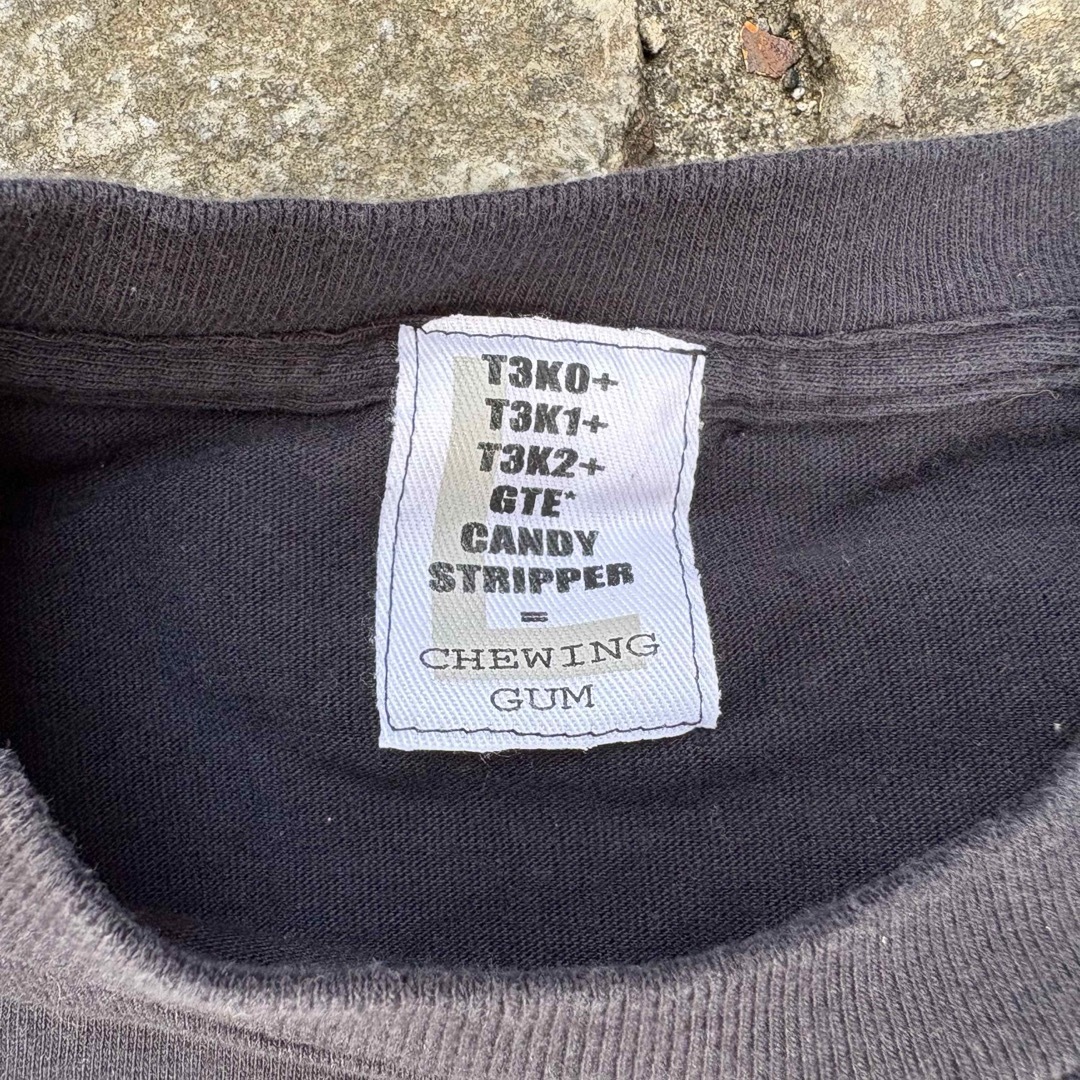 L
T3K0+
T3K1+
T3K2+
GTE*
CANDY
STRIPPER
=
CHEWING
GUM